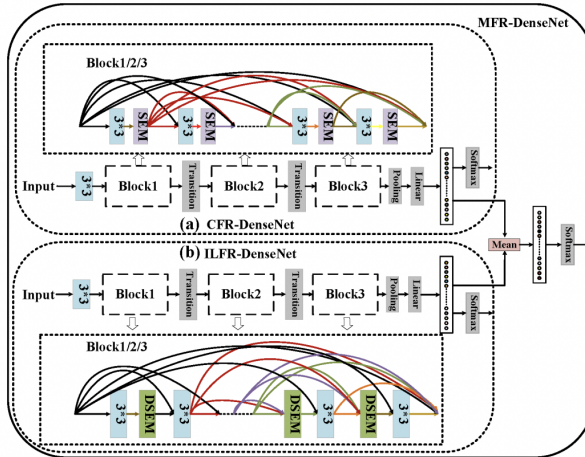 MFR-DenseNet
Block1/2/3
3*3
SEM
3*3
SEM
3*3
SEM
3*3
SEM
Input
3*3
Block1
Transition
Block2
Transition
Block3
Pooling
Linear
Softmax
(a) CFR-DenseNet
Mean
Softmax
(b) ILFR-DenseNet
Input
3*3
Block1
Transition
Block2
Transition
Block3
Pooling
Linear
Softmax
Block1/2/3
3*3
DSEM
3*3
DSEM
3*3
DSEM
3*3